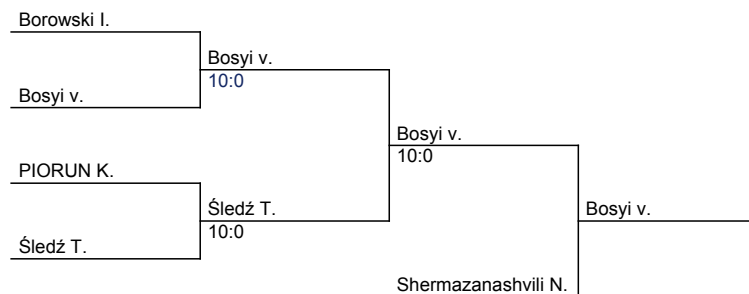 Borowski I.
Bosyi v.
10:0
Bosyi v.
Bosyi v.
10:0
PIORUN K.
Śledź T.
10:0
Bosyi v.
Śledź T.
Shermazanashvili N.